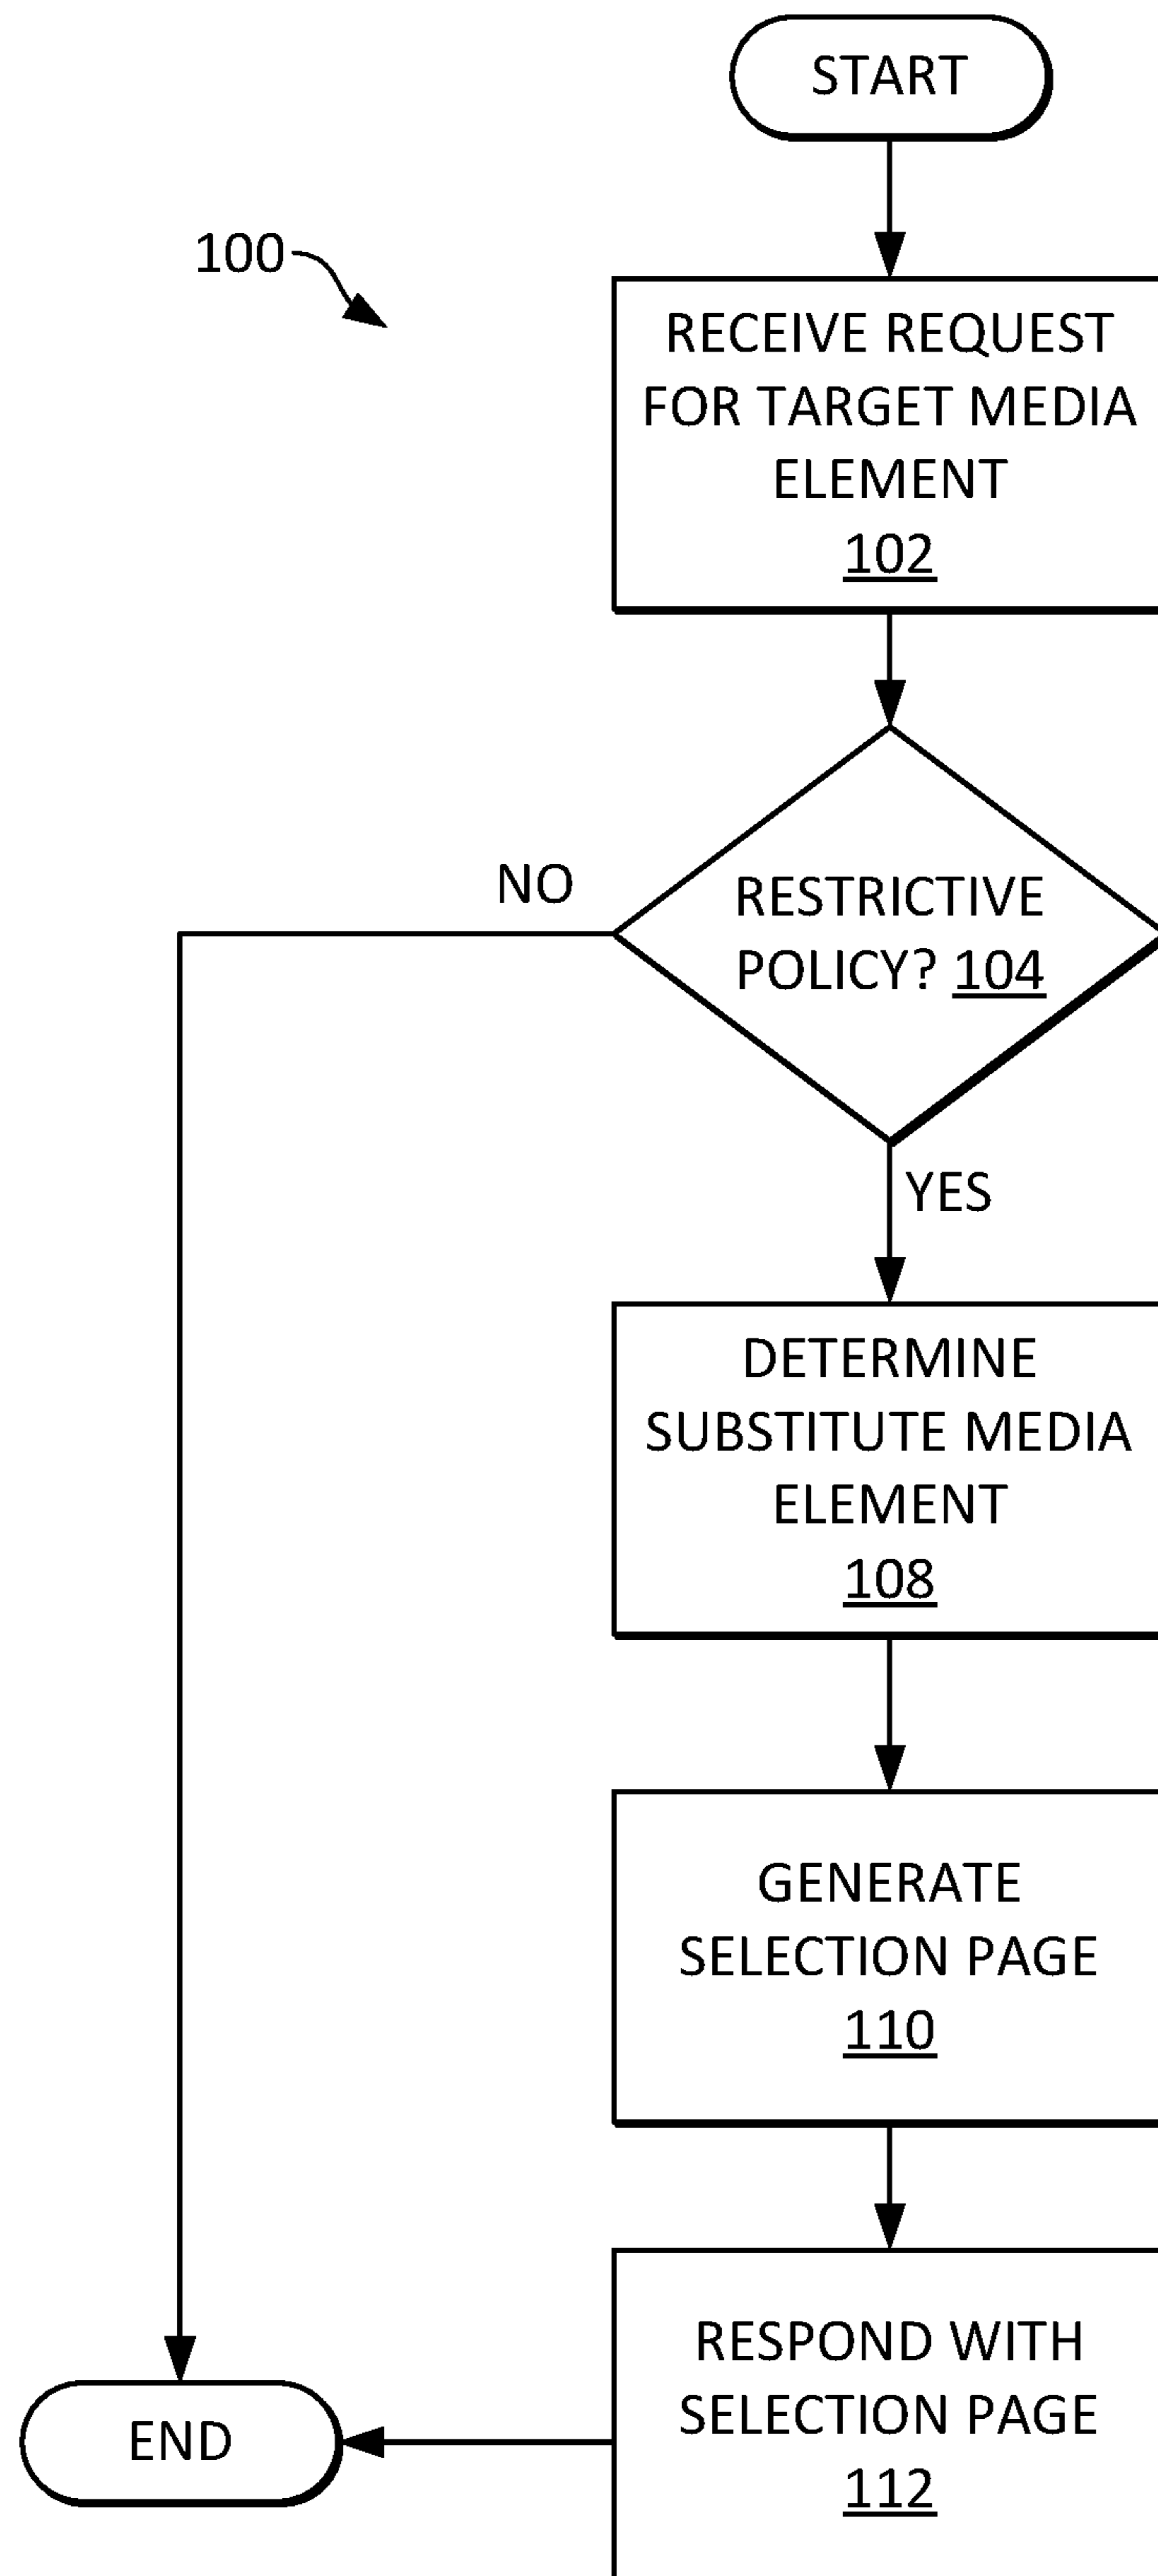 START
100
RECEIVE REQUEST
FOR TARGET MEDIA
ELEMENT
102
NO
RESTRICTIVE
POLICY? 104
YES
DETERMINE
SUBSTITUTE MEDIA
ELEMENT
108
GENERATE
SELECTION PAGE
110
RESPOND WITH
SELECTION PAGE
112
END